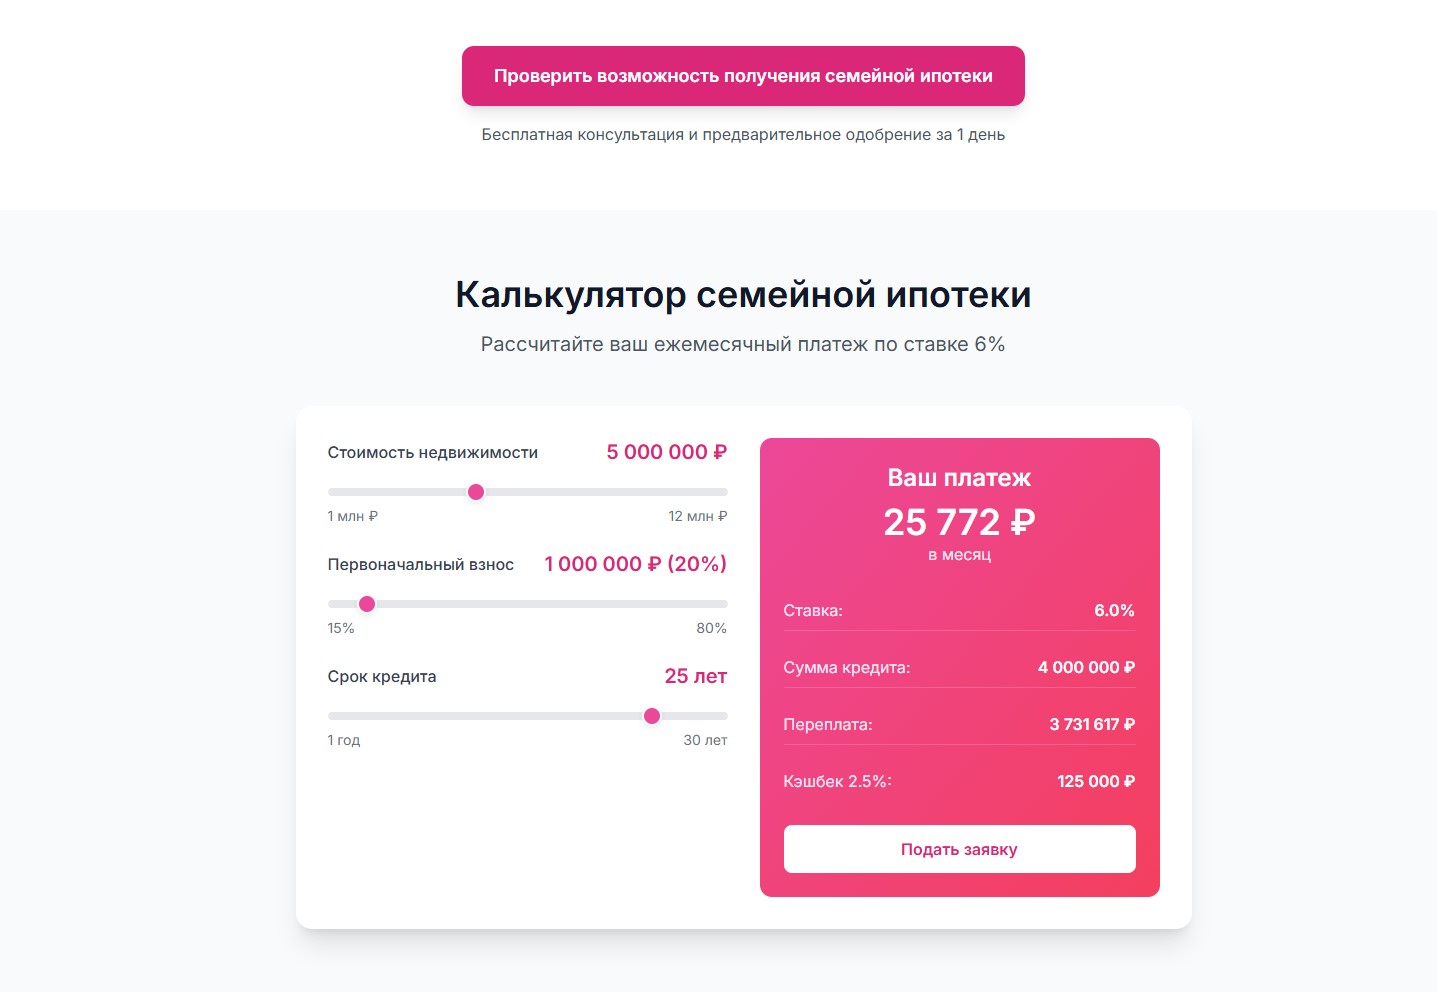 Проверить возможность получения семейной ипотеки
Бесплатная консультация и предварительное одобрение за 1 день
Калькулятор семейной ипотеки
Рассчитайте ваш ежемесячный платеж по ставке 6%
Стоимость недвижимости 5 000 000 ₽
1 млн ₽ 12 млн ₽
Первоначальный взнос 1 000 000 ₽ (20%)
15% 80%
Срок кредита 25 лет
1 год 30 лет
Ваш платеж
25 772 ₽
в месяц
Ставка: 6.0%
Сумма кредита: 4 000 000 ₽
Переплата: 3 731 617 ₽
Кэшбек 2.5%: 125 000 ₽
Подать заявку